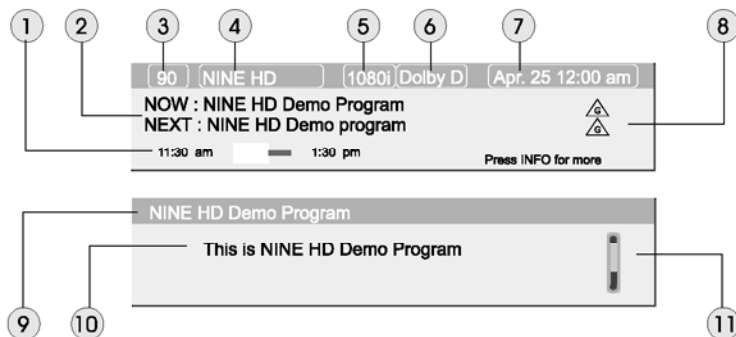 1 2 3 4 5 6 7 8
90 NINE HD 1080i Dolby D Apr. 25 12:00 am
NOW : NINE HD Demo Program G
NEXT : NINE HD Demo program G
11:30 am 1:30 pm Press INFO for more
NINE HD Demo Program
This is NINE HD Demo Program
9 10 11